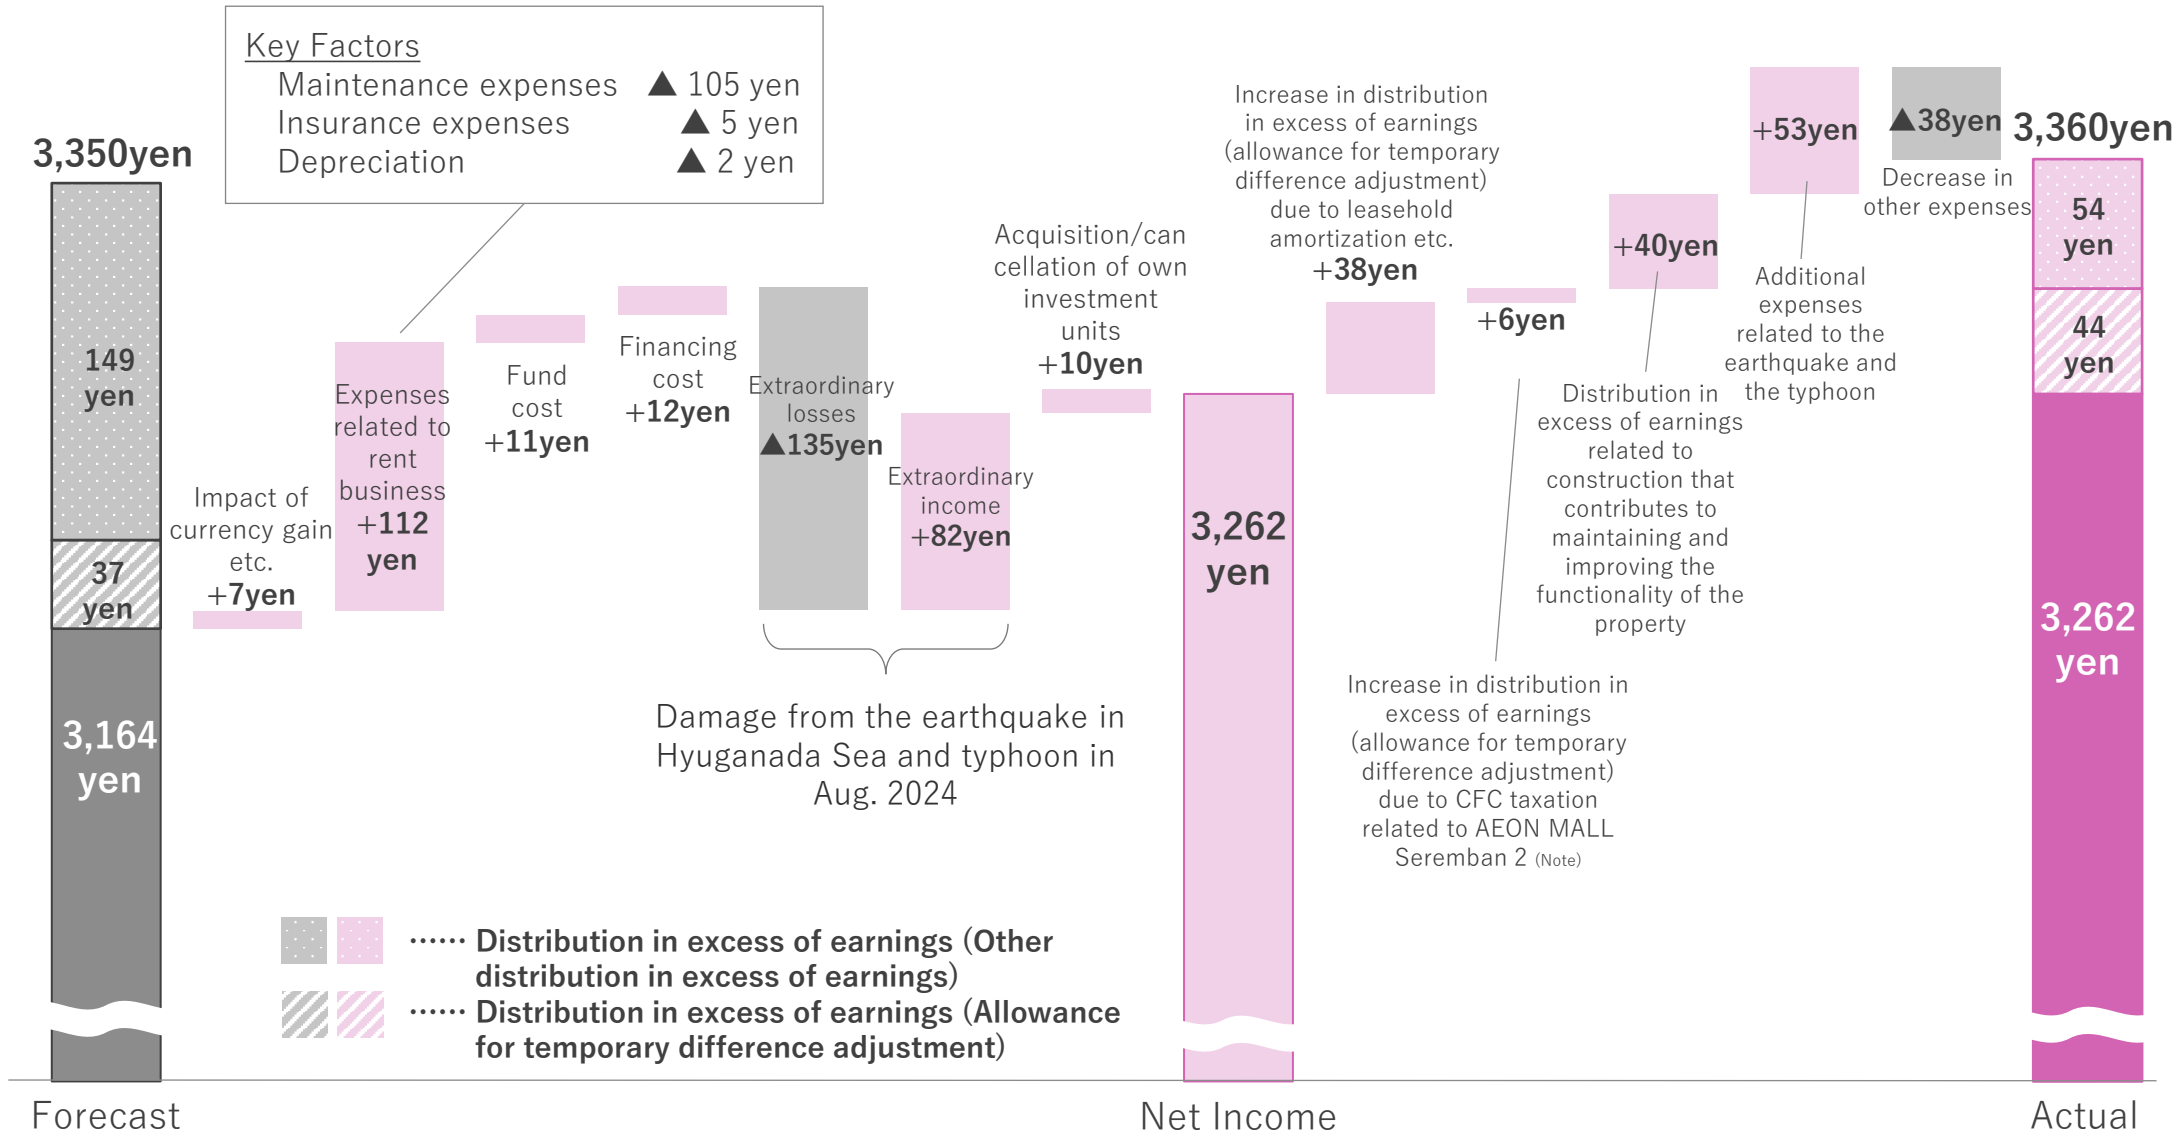 Key Factors
Maintenance expenses ▲ 105 yen
Insurance expenses ▲ 5 yen
Depreciation ▲ 2 yen
3,350yen
149
yen
37
yen
3,164
yen
Impact of
currency gain
etc.
+7yen
Expenses
related to
rent
business
+112
yen
Fund
cost
+11yen
Financing
cost
+12yen
Extraordinary
losses
▲135yen
Extraordinary
income
+82yen
Damage from the earthquake in
Hyuganada Sea and typhoon in
Aug. 2024
Acquisition/can
cellation of own
investment
units
+10yen
3,262
yen
Increase in distribution
in excess of earnings
(allowance for temporary
difference adjustment)
due to leasehold
amortization etc.
+38yen
+6yen
Increase in distribution in
excess of earnings
(allowance for temporary
difference adjustment)
due to CFC taxation
related to AEON MALL
Seremban 2 (Note)
+40yen
Distribution in
excess of earnings
related to
construction that
contributes to
maintaining and
improving the
functionality of the
property
+53yen
Additional
expenses
related to the
earthquake and
the typhoon
▲38yen
Decrease in
other expenses
3,360yen
54
yen
44
yen
3,262
yen
⋯⋯ Distribution in excess of earnings (Other
distribution in excess of earnings)
⋯⋯ Distribution in excess of earnings (Allowance
for temporary difference adjustment)
Forecast
Net Income
Actual